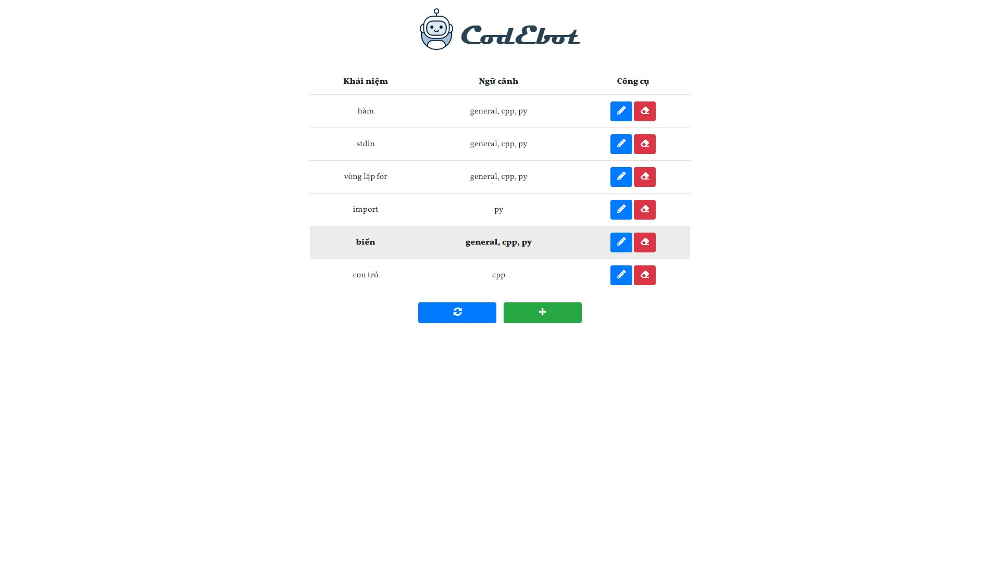 CodEbot
Khái niệm Ngữ cảnh Công cụ
hàm general, cpp, py
stdin general, cpp, py
vòng lặp for general, cpp, py
import py
biến general, cpp, py
con trỏ cpp